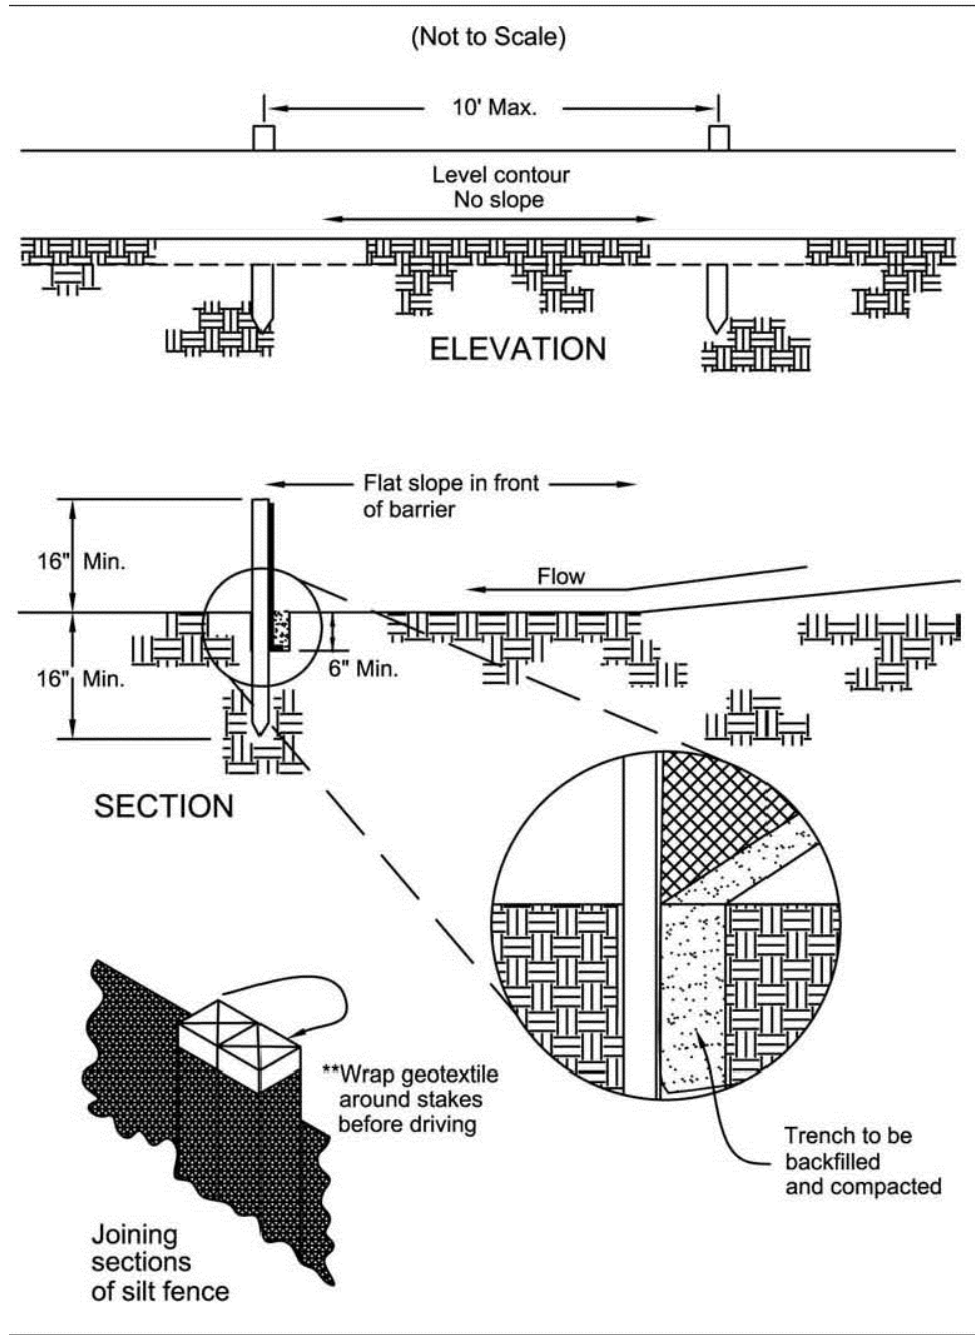 (Not to Scale)
10' Max.
Level contour
No slope
ELEVATION
Flat slope in front
of barrier
16" Min.
Flow
6" Min.
16" Min.
SECTION
**Wrap geotextile
around stakes
before driving
Trench to be
backfilled
and compacted
Joining
sections
of silt fence